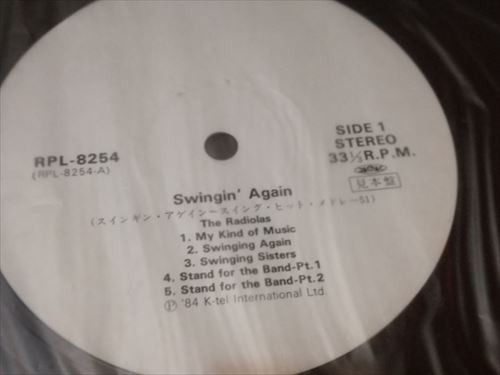 SIDE 1
STEREO
33⅓R.P.M.
RPL-8254
(RPL-8254-A)
見本盤
Swingin' Again
(スインギン・アゲイン～スイング・ヒット・メドレー51)
The Radiolas
1. My Kind of Music
2. Swinging Again
3. Swinging Sisters
4. Stand for the Band-Pt.1
5. Stand for the Band-Pt.2
Ⓟ '84 K-tel International Ltd.